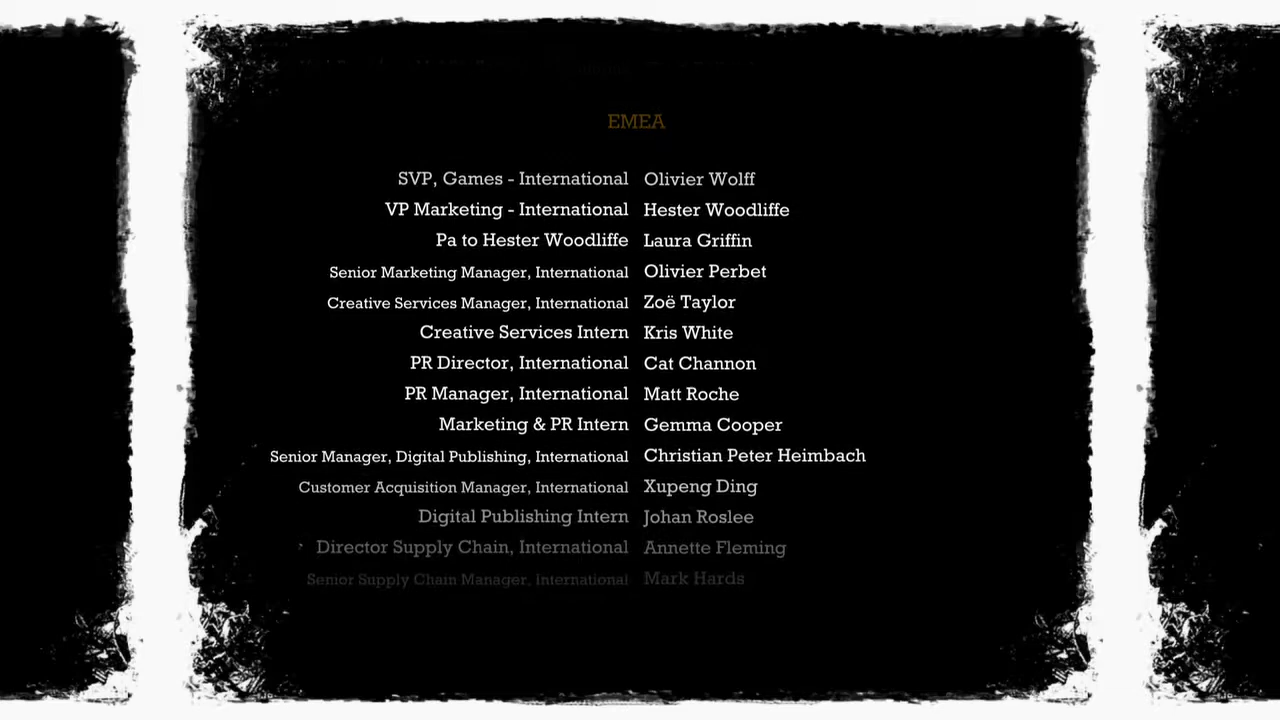 EMEA
SVP, Games - International Olivier Wolff
VP Marketing - International Hester Woodliffe
Pa to Hester Woodliffe Laura Griffin
Senior Marketing Manager, International Olivier Perbet
Creative Services Manager, International Zoë Taylor
Creative Services Intern Kris White
PR Director, International Cat Channon
PR Manager, International Matt Roche
Marketing & PR Intern Gemma Cooper
Senior Manager, Digital Publishing, International Christian Peter Heimbach
Customer Acquisition Manager, International Xupeng Ding
Digital Publishing Intern Johan Roslee
Director Supply Chain, International Annette Fleming
Senior Supply Chain Manager, International Mark Hards